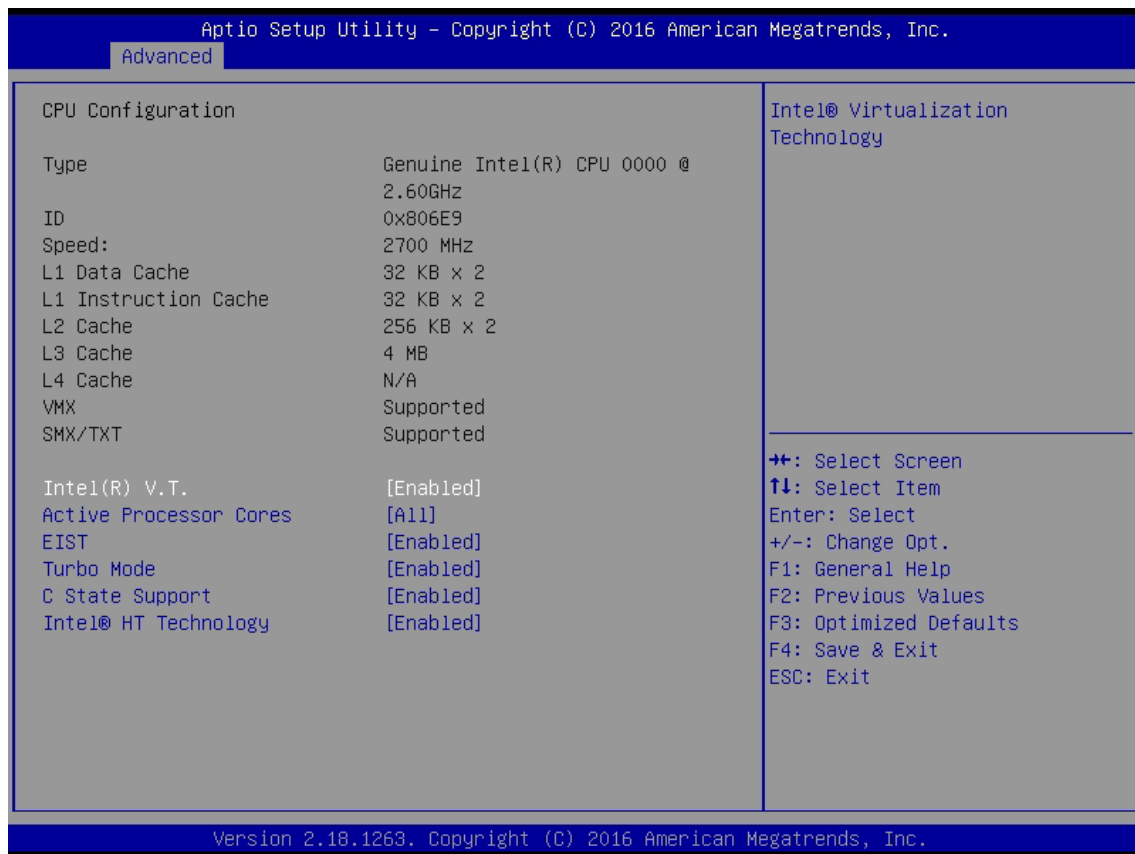 Aptio Setup Utility – Copyright (C) 2016 American Megatrends, Inc.
Advanced
CPU Configuration
Type Genuine Intel(R) CPU 0000 @
2.60GHz
ID 0x806E9
Speed: 2700 MHz
L1 Data Cache 32 KB x 2
L1 Instruction Cache 32 KB x 2
L2 Cache 256 KB x 2
L3 Cache 4 MB
L4 Cache N/A
VMX Supported
SMX/TXT Supported
Intel(R) V.T. [Enabled]
Active Processor Cores [All]
EIST [Enabled]
Turbo Mode [Enabled]
C State Support [Enabled]
Intel® HT Technology [Enabled]
Intel® Virtualization
Technology
→←: Select Screen
↑↓: Select Item
Enter: Select
+/-: Change Opt.
F1: General Help
F2: Previous Values
F3: Optimized Defaults
F4: Save & Exit
ESC: Exit
Version 2.18.1263. Copyright (C) 2016 American Megatrends, Inc.